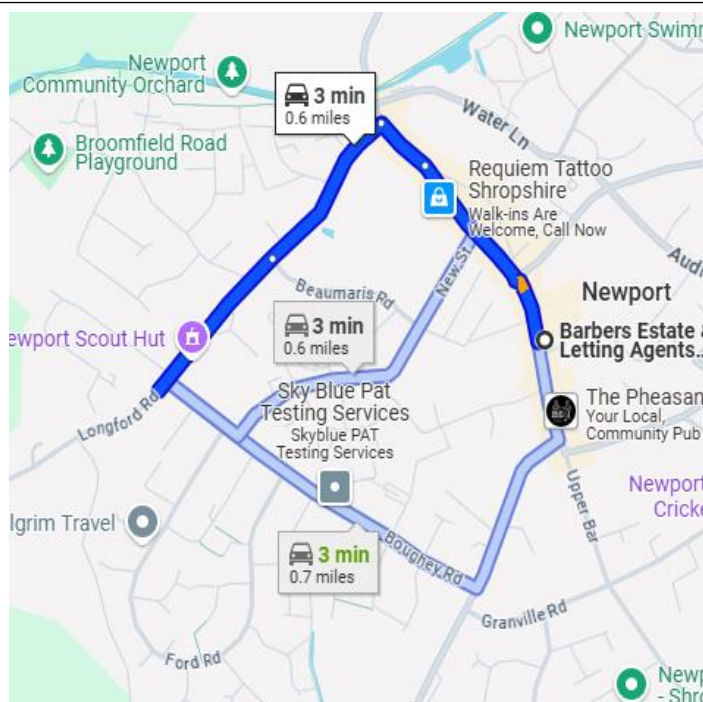 Newport Swimm
Newport
Community Orchard
3 min
0.6 miles
Water Ln
Broomfield Road
Playground
Requiem Tattoo
Shropshire
Walk-ins Are
Welcome, Call Now
New St
Audl
Beaumaris Rd
Newport
3 min
0.6 miles
ewport Scout Hut
Barbers Estate a
Letting Agents...
Sky Blue Pat
Testing Services
Skyblue PAT
Testing Services
The Pheasan
Your Local,
Community Pub
Longford Rd
Upper Bar
Newport
Cricke
lgrim Travel
Boughey Rd
3 min
0.7 miles
Granville Rd
Ford Rd
Newp
- Shro